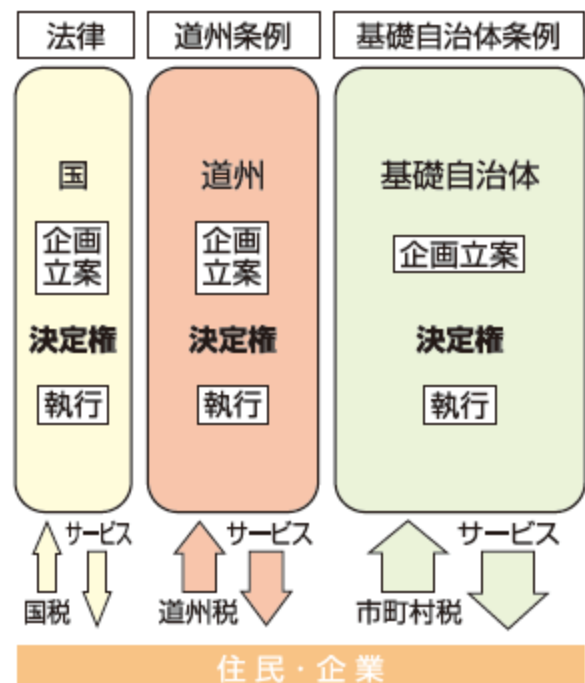 法律
道州条例
基礎自治体条例
国
道州
基礎自治体
企画
立案
企画
立案
企画立案
決定権
決定権
決定権
執行
執行
執行
サービス
サービス
サービス
国税
道州税
市町村税
住民・企業